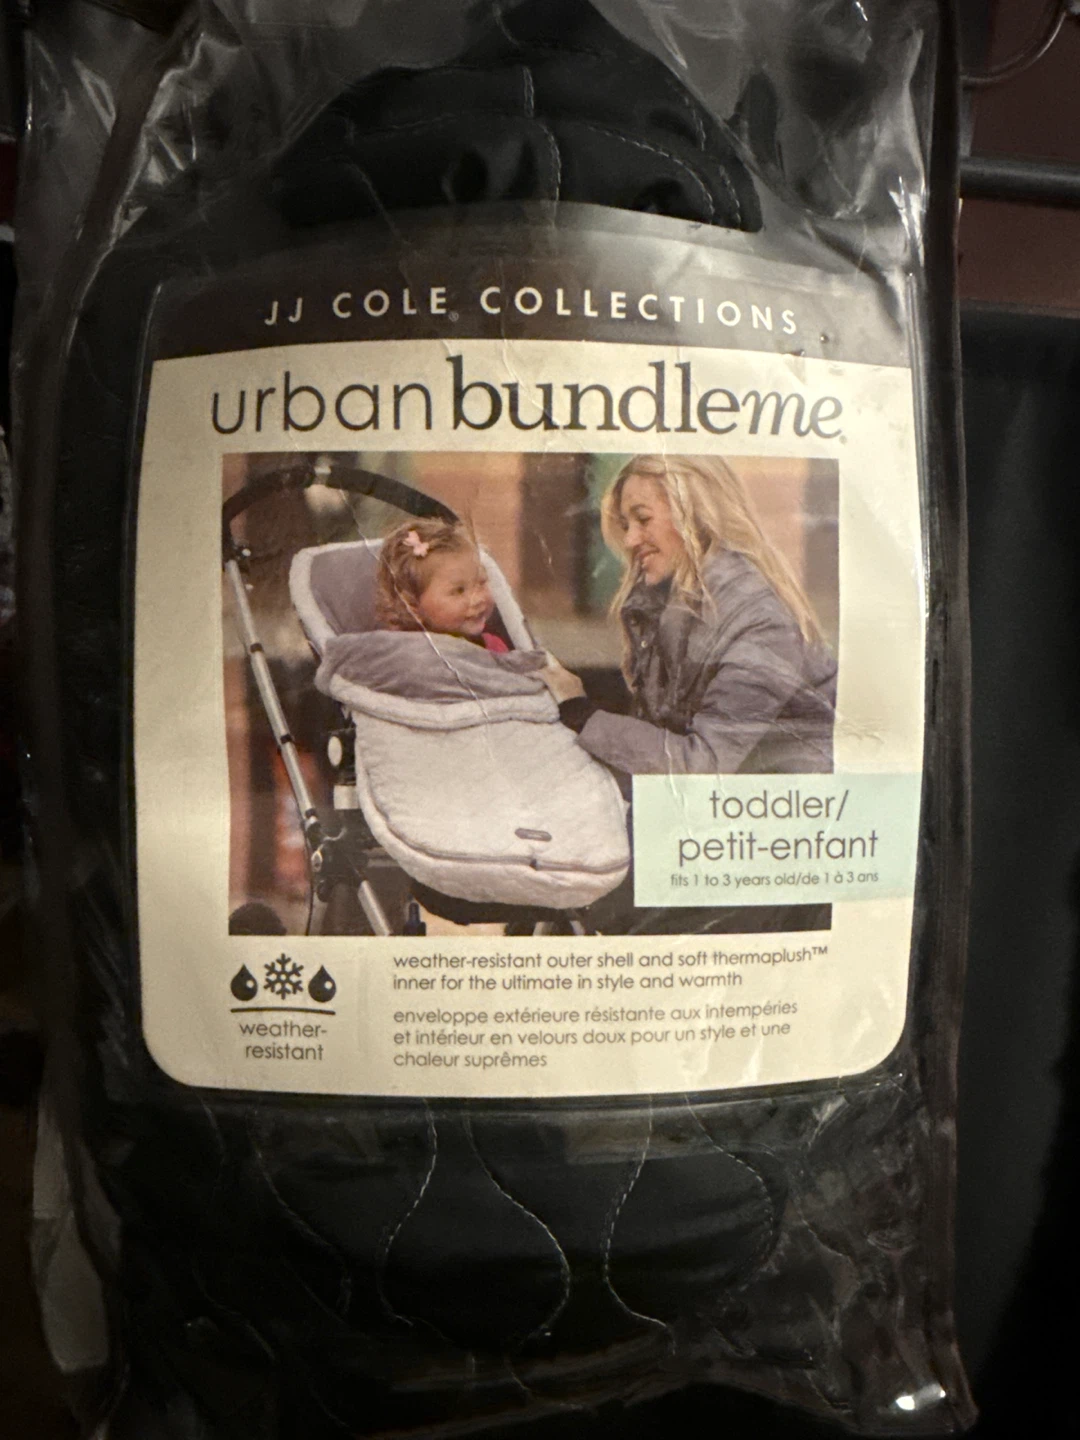 JJ COLE® COLLECTIONS
urban bundleme®
toddler/
petit-enfant
fits 1 to 3 years old/de 1 à 3 ans
weather-
resistant
weather-resistant outer shell and soft thermaplush™
inner for the ultimate in style and warmth
enveloppe extérieure résistante aux intempéries
et intérieur en velours doux pour un style et une
chaleur suprêmes